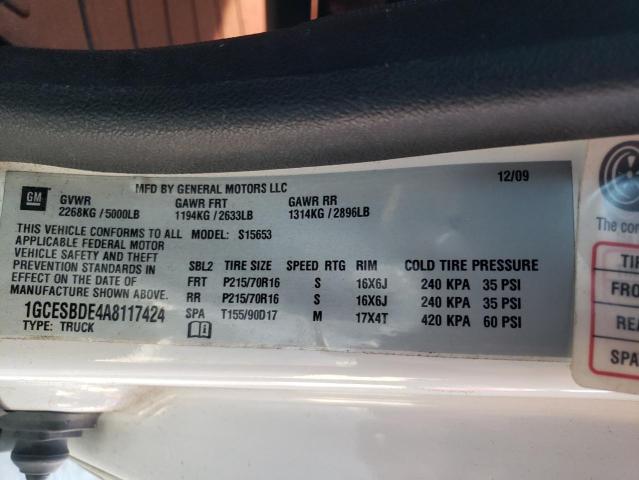 MFD BY GENERAL MOTORS LLC 12/09
GM
GVWR GAWR FRT GAWR RR
2268KG / 5000LB 1194KG / 2633LB 1314KG / 2896LB
THIS VEHICLE CONFORMS TO ALL MODEL: S15653
APPLICABLE FEDERAL MOTOR
VEHICLE SAFETY AND THEFT
PREVENTION STANDARDS IN
EFFECT ON THE DATE OF
MANUFACTURE SHOWN ABOVE.
1GCESBDE4A8117424
TYPE: TRUCK
SBL2 TIRE SIZE SPEED RTG RIM COLD TIRE PRESSURE
FRT P215/70R16 S 16X6J 240 KPA 35 PSI
RR P215/70R16 S 16X6J 240 KPA 35 PSI
SPA T155/90D17 M 17X4T 420 KPA 60 PSI
The con
TIR
FRO
REA
SPA